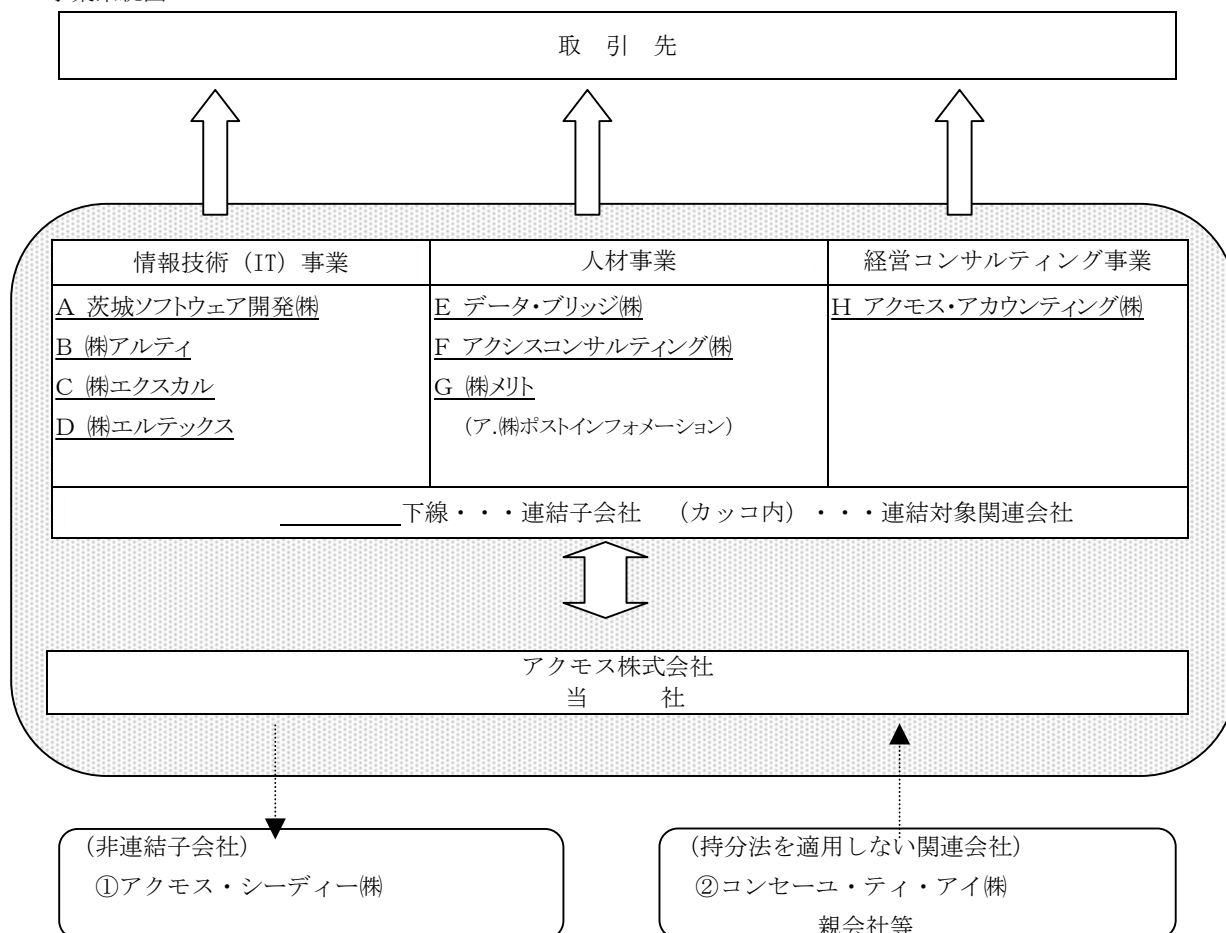 取 引 先
情報技術（IT）事業
人材事業
経営コンサルティング事業
A 茨城ソフトウェア開発㈱
B ㈱アルティ
C ㈱エクスカル
D ㈱エルテックス
E データ・ブリッジ㈱
F アクシスコンサルティング㈱
G ㈱メリト
（ア.㈱ポストインフォメーション）
H アクモス・アカウンティング㈱
下線・・・連結子会社 （カッコ内）・・・連結対象関連会社
アクモス株式会社
当 社
(非連結子会社)
①アクモス・シーディー㈱
(持分法を適用しない関連会社)
②コンセーユ・ティ・アイ㈱
親会社等